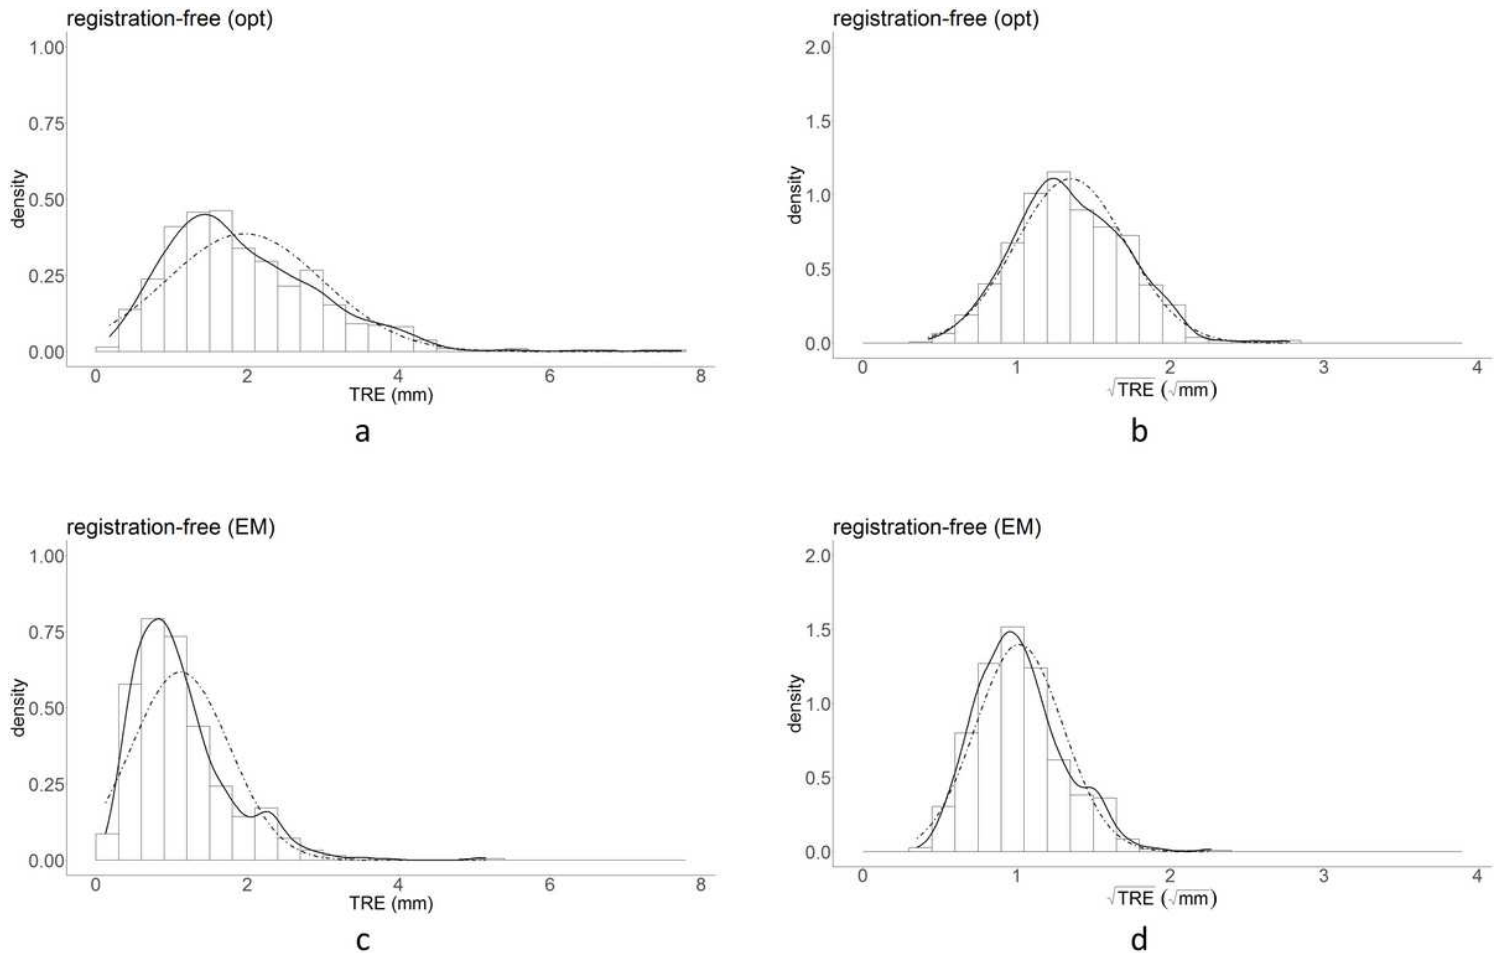 registration-free (opt)
1.00
0.75
0.50
0.25
0.00
density
0 2 4 6 8
TRE (mm)
a
registration-free (opt)
2.0
1.5
1.0
0.5
0.0
density
0 1 2 3 4
√TRE (√mm)
b
registration-free (EM)
1.00
0.75
0.50
0.25
0.00
density
0 2 4 6 8
TRE (mm)
c
registration-free (EM)
2.0
1.5
1.0
0.5
0.0
density
0 1 2 3 4
√TRE (√mm)
d